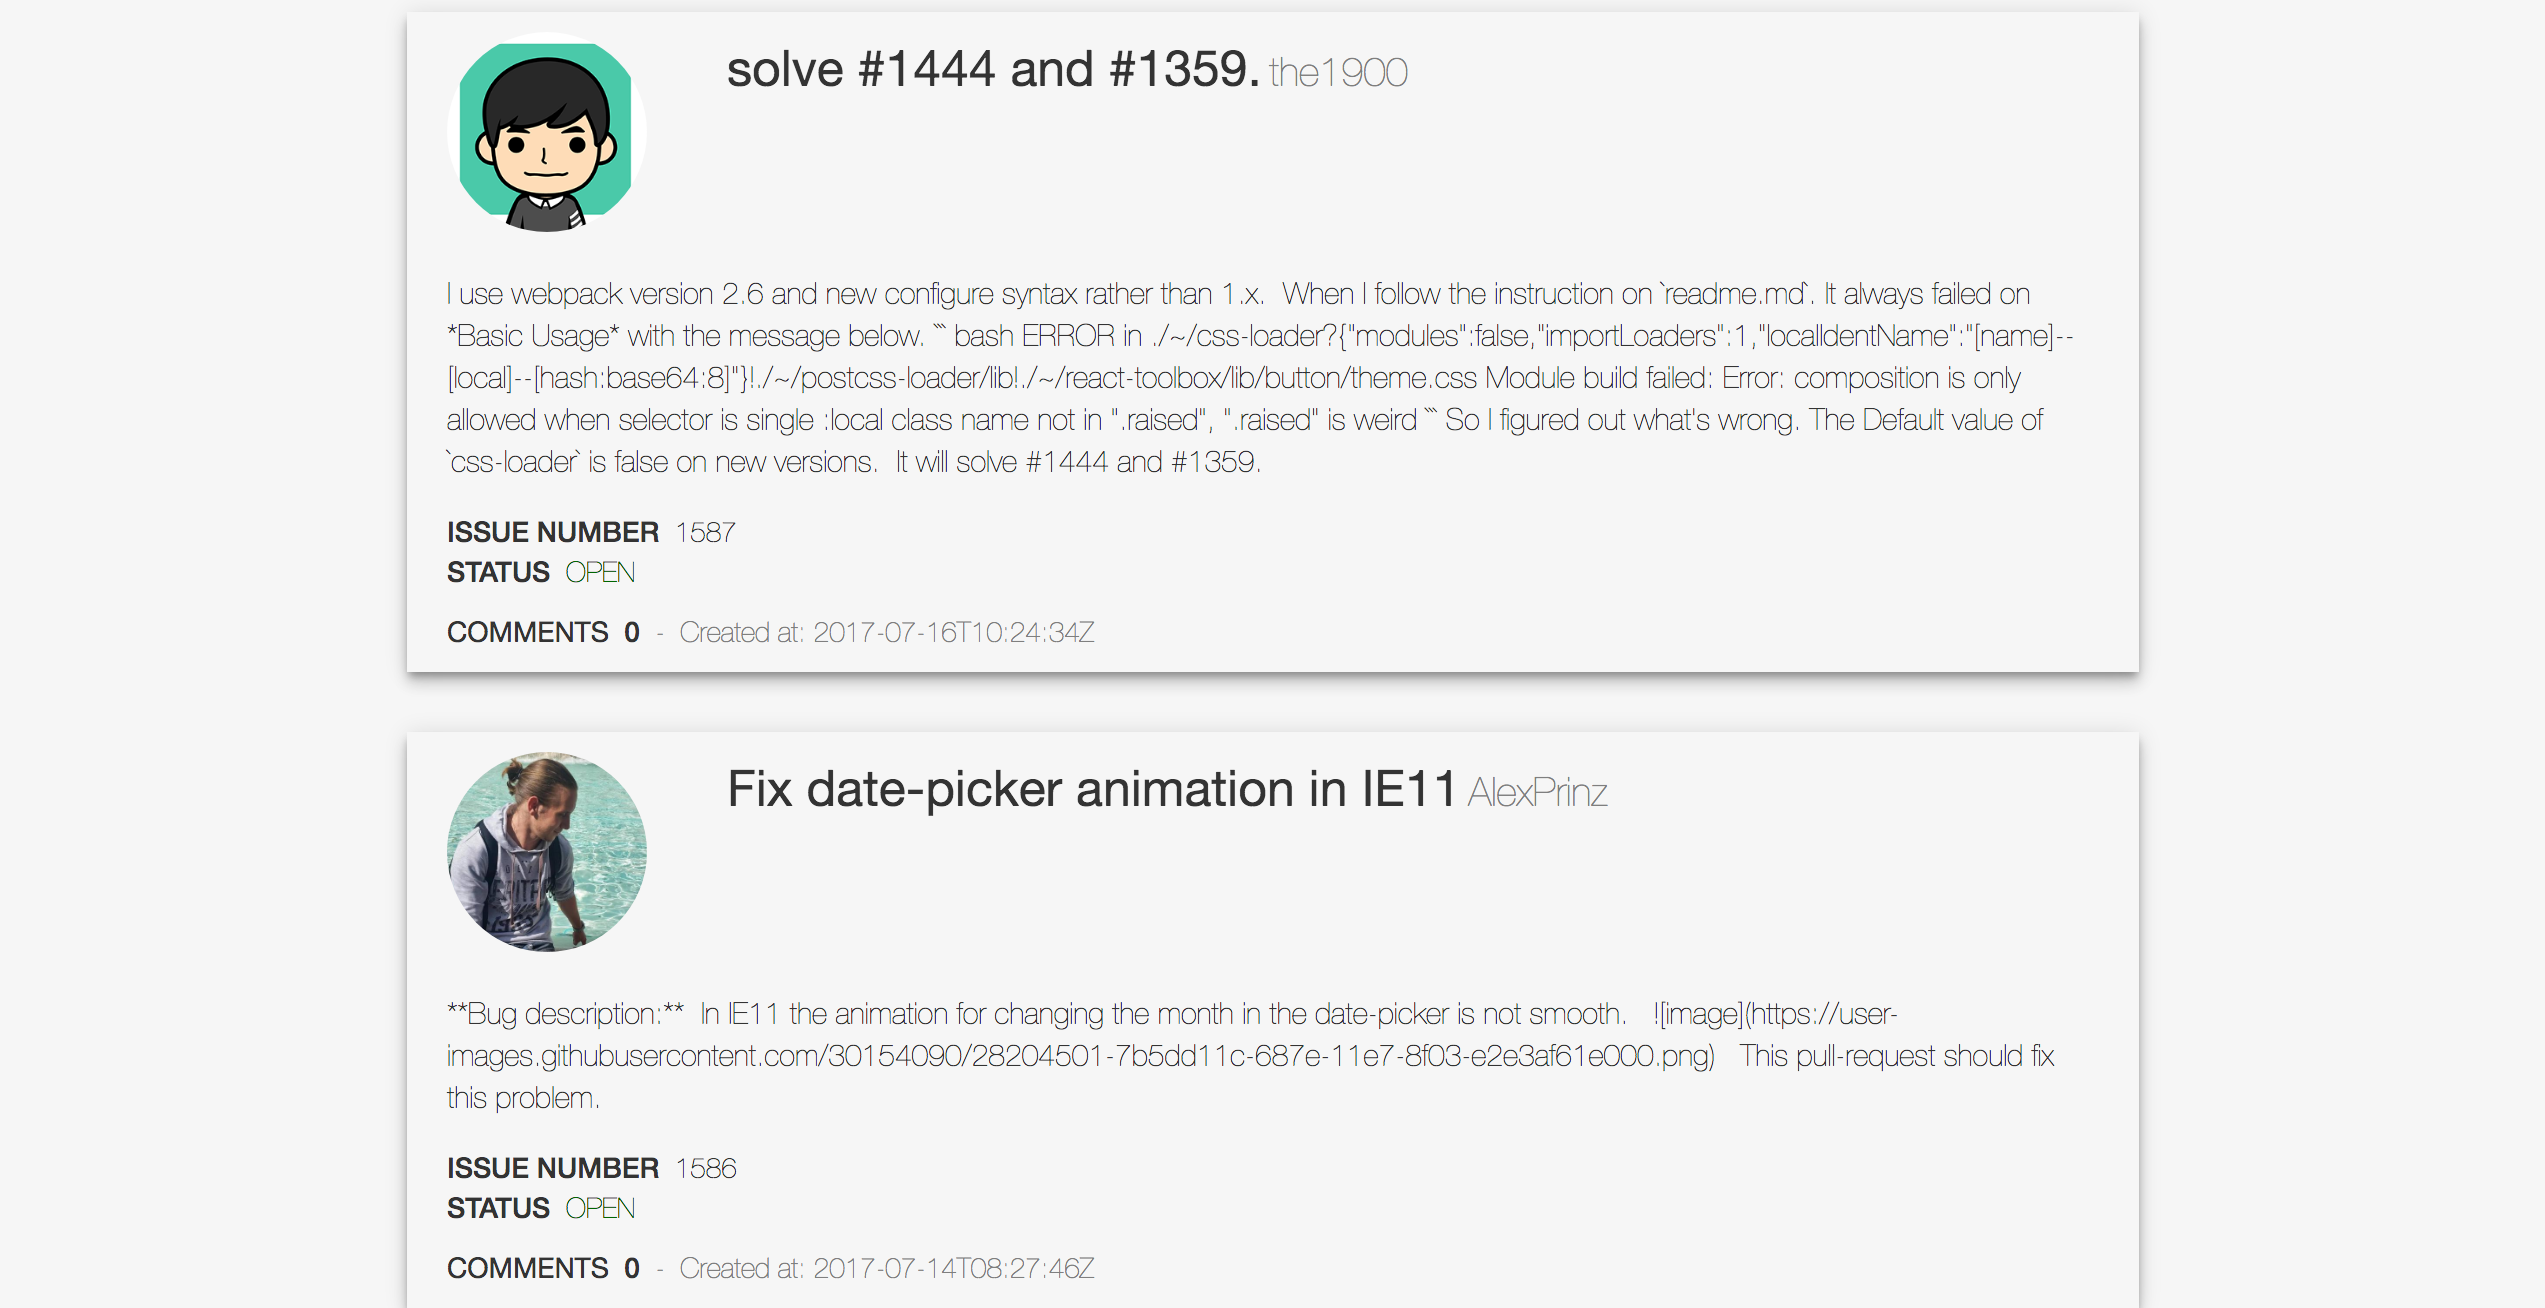 solve #1444 and #1359. the1900
I use webpack version 2.6 and new configure syntax rather than 1.x.  When I follow the instruction on `readme.md`. It always failed on
*Basic Usage* with the message below. ``` bash ERROR in ./~/css-loader?{"modules":false,"importLoaders":1,"localIdentName":"[name]--
[local]--[hash:base64:8]"}!./~/postcss-loader/lib!./~/react-toolbox/lib/button/theme.css Module build failed: Error: composition is only
allowed when selector is single :local class name not in ".raised", ".raised" is weird ``` So I figured out what's wrong. The Default value of
`css-loader` is false on new versions.  It will solve #1444 and #1359.
ISSUE NUMBER 1587
STATUS OPEN
COMMENTS 0 - Created at: 2017-07-16T10:24:34Z
Fix date-picker animation in IE11 AlexPrinz
**Bug description:**  In IE11 the animation for changing the month in the date-picker is not smooth.   ![image](https://user-
images.githubusercontent.com/30154090/28204501-7b5dd11c-687e-11e7-8f03-e2e3af61e000.png)   This pull-request should fix
this problem.
ISSUE NUMBER 1586
STATUS OPEN
COMMENTS 0 - Created at: 2017-07-14T08:27:46Z